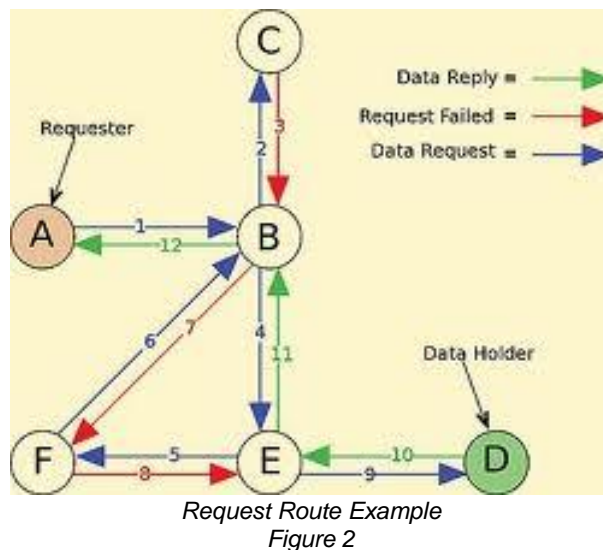 C
Data Reply =
Request Failed =
Data Request =
Requester
3
2
A
1
12
B
6
7
4
11
Data Holder
F
5
8
E
10
9
D
Request Route Example
Figure 2